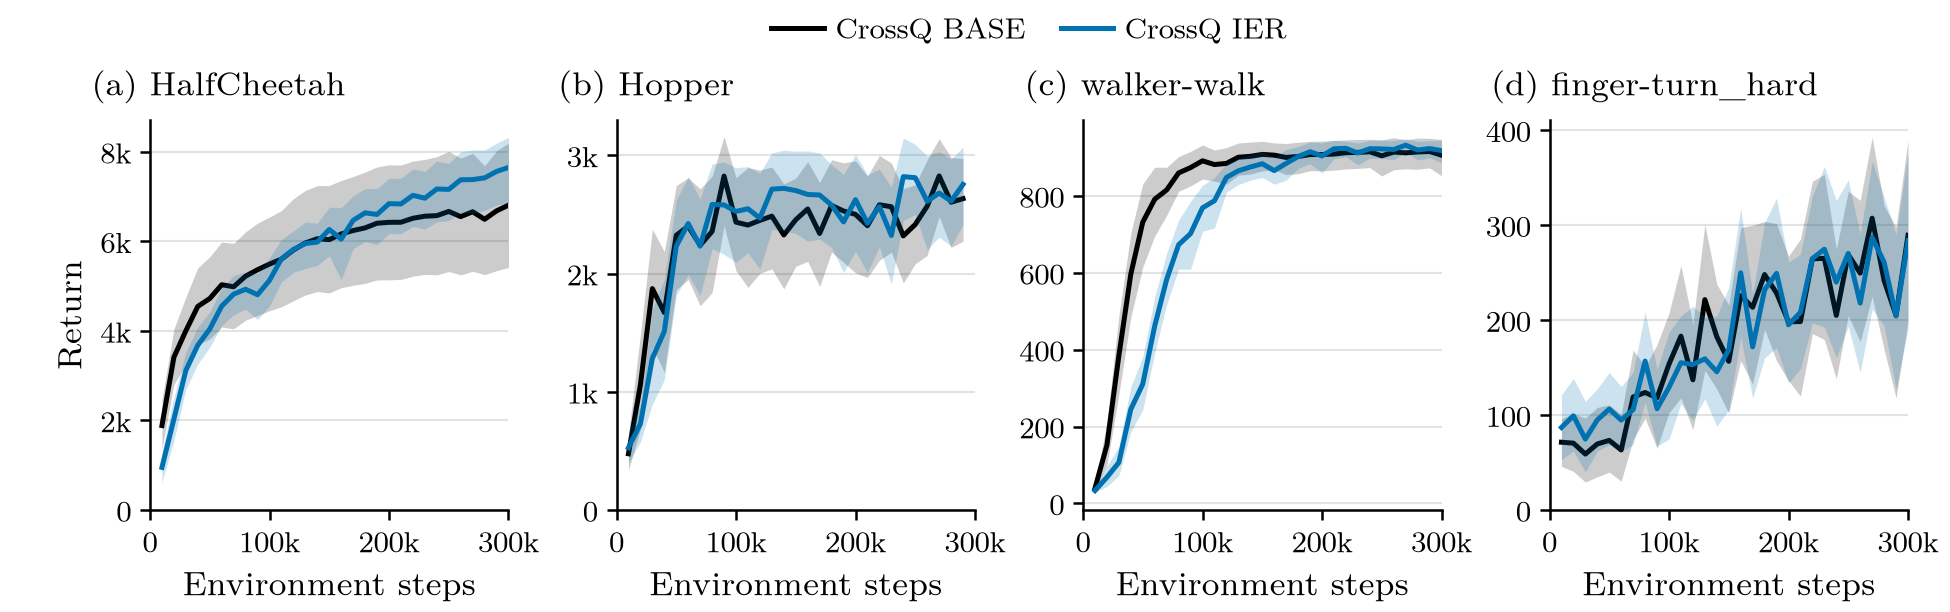 CrossQ BASE CrossQ IER
(a) HalfCheetah
(b) Hopper
(c) walker-walk
(d) finger-turn_hard
Return
8k
6k
4k
2k
0
0 100k 200k 300k
Environment steps
3k
2k
1k
0
0 100k 200k 300k
Environment steps
800
600
400
200
0
0 100k 200k 300k
Environment steps
400
300
200
100
0
0 100k 200k 300k
Environment steps